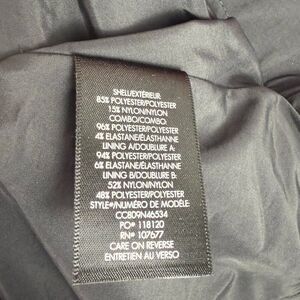 SHELL/EXTÉRIEUR
85% POLYESTER/POLYESTER
15% NYLON/NYLON
COMBO/COMBO:
96% POLYESTER/POLYESTER
4% ELASTANE/ÉLASTHANNE
LINING A/DOUBLURE A:
94% POLYESTER/POLYESTER
6% ELASTANE/ÉLASTHANNE
LINING B/DOUBLURE B:
52% NYLON/NYLON
48% POLYESTER/POLYESTER
STYLE#/NUMÉRO DE MODÈLE:
CC8D9N46534
PO# 118120
RN# 107677
CARE ON REVERSE
ENTRETIEN AU VERSO